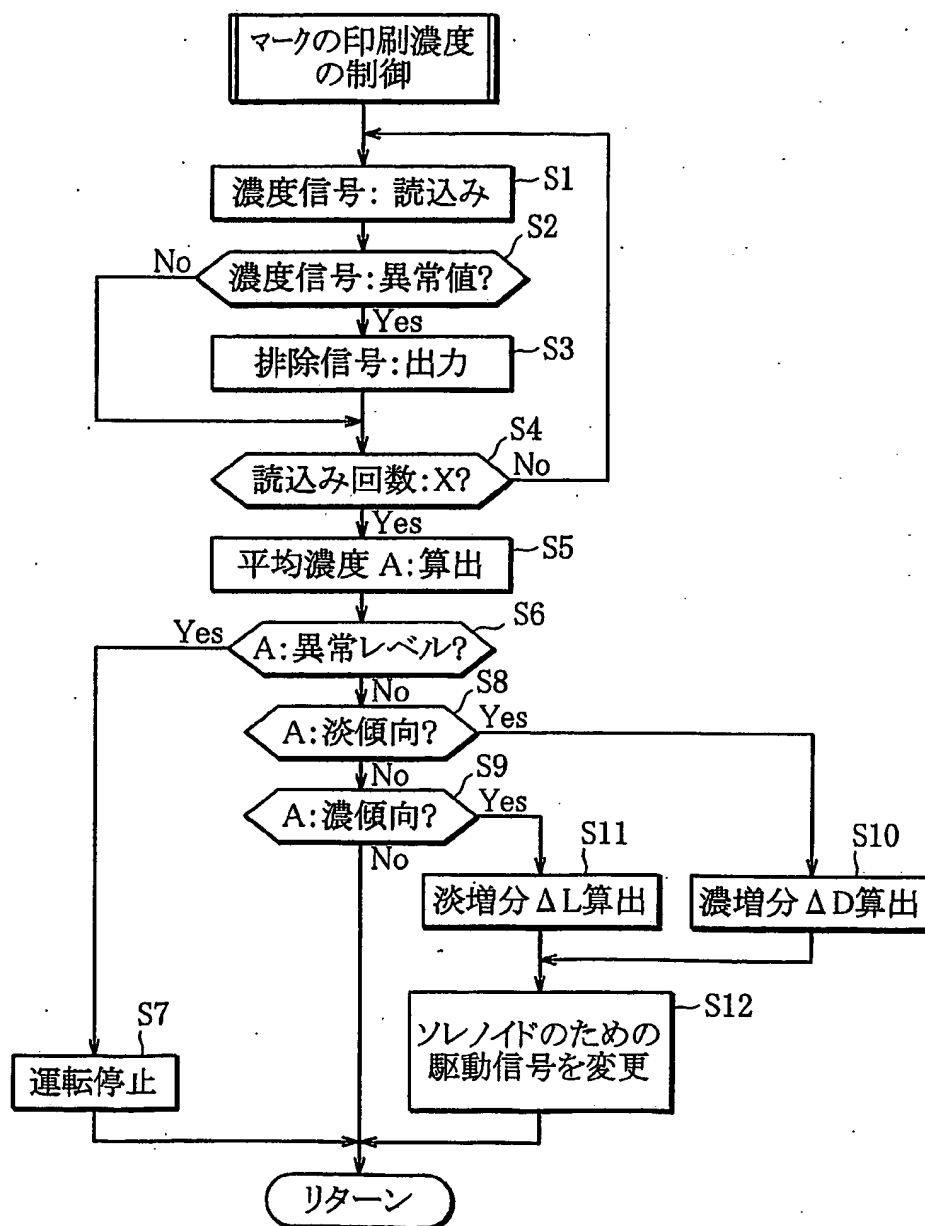 マークの印刷濃度
の制御
濃度信号: 読込み
S1
S2
No
濃度信号:異常値?
Yes
排除信号:出力
S3
S4
読込み回数:X?
No
Yes
平均濃度 A:算出
S5
S6
Yes
A:異常レベル?
No
S8
A:淡傾向?
Yes
No
S9
A:濃傾向?
Yes
No
S11
S10
淡増分ΔL算出
濃増分ΔD算出
S12
ソレノイドのための
駆動信号を変更
S7
運転停止
リターン